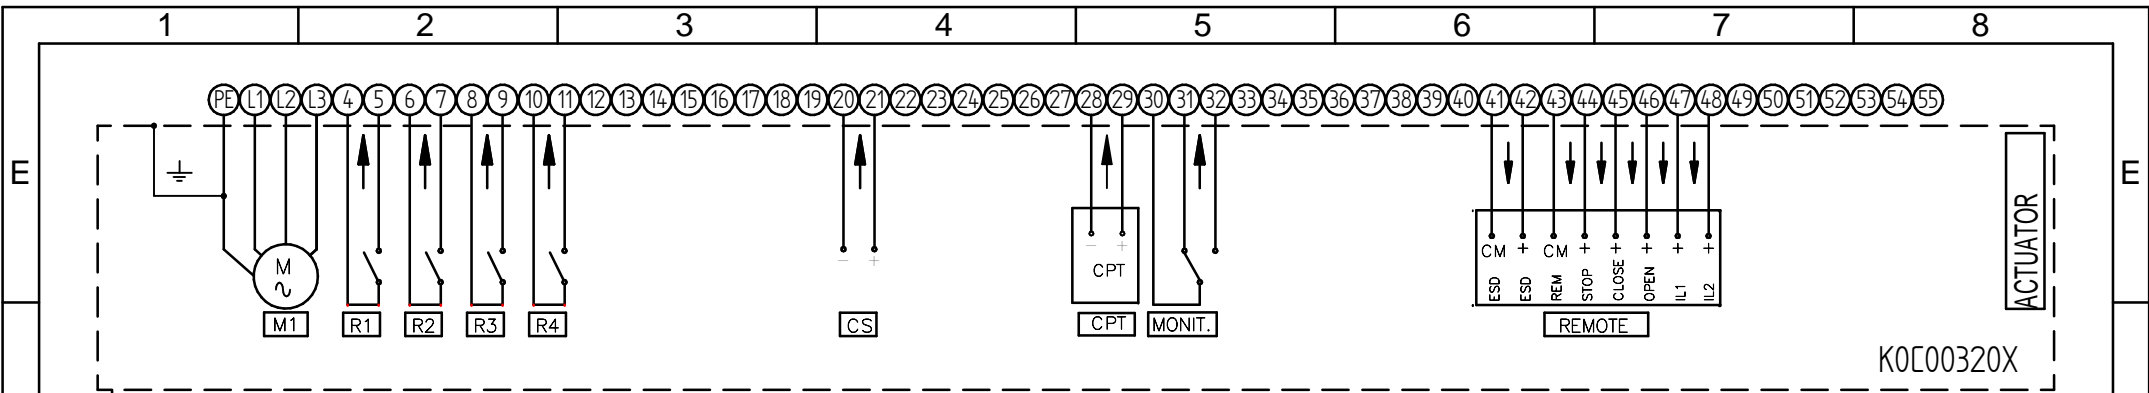 1 2 3 4 5 6 7 8
PE L1 L2 L3 4 5 6 7 8 9 10 11 12 13 14 15 16 17 18 19 20 21 22 23 24 25 26 27 28 29 30 31 32 33 34 35 36 37 38 39 40 41 42 43 44 45 46 47 48 49 50 51 52 53 54 55
E E
ACTUATOR
- + - +
CM + CM + + + + +
M CPT
ESD ESD REM STOP CLOSE OPEN IL1 IL2
M1 R1 R2 R3 R4 CS CPT MONIT. REMOTE
K0C00320X